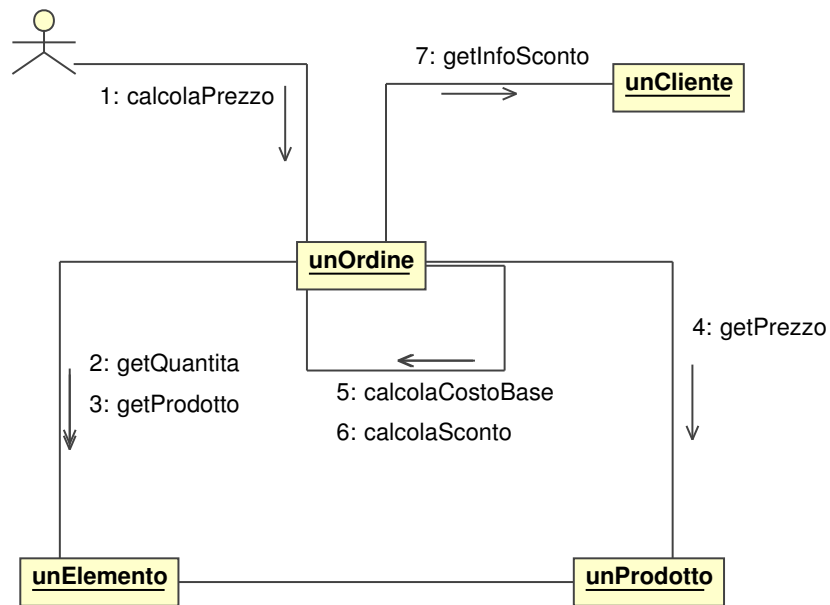 7: getInfoSconto
unCliente
1: calcolaPrezzo
unOrdine
4: getPrezzo
2: getQuantita
3: getProdotto
5: calcolaCostoBase
6: calcolaSconto
unElemento
unProdotto